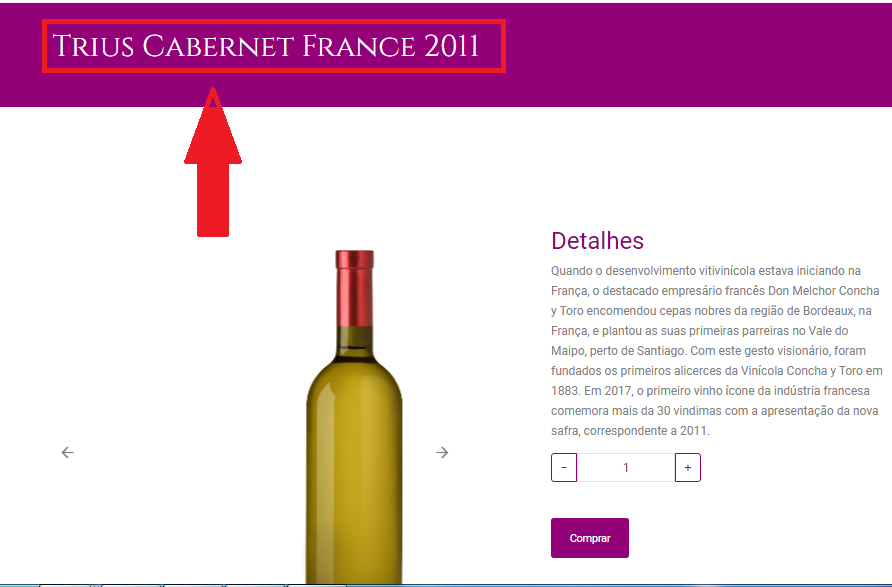 Trius Cabernet France 2011
Detalhes
Quando o desenvolvimento vitivinícola estava iniciando na
França, o destacado empresário francês Don Melchor Concha
y Toro encomendou cepas nobres da região de Bordeaux, na
França, e plantou as suas primeiras parreiras no Vale do
Maipo, perto de Santiago. Com este gesto visionário, foram
fundados os primeiros alicerces da Vinícola Concha y Toro em
1883. Em 2017, o primeiro vinho ícone da indústria francesa
comemora mais da 30 vindimas com a apresentação da nova
safra, correspondente a 2011.
- 1 +
Comprar